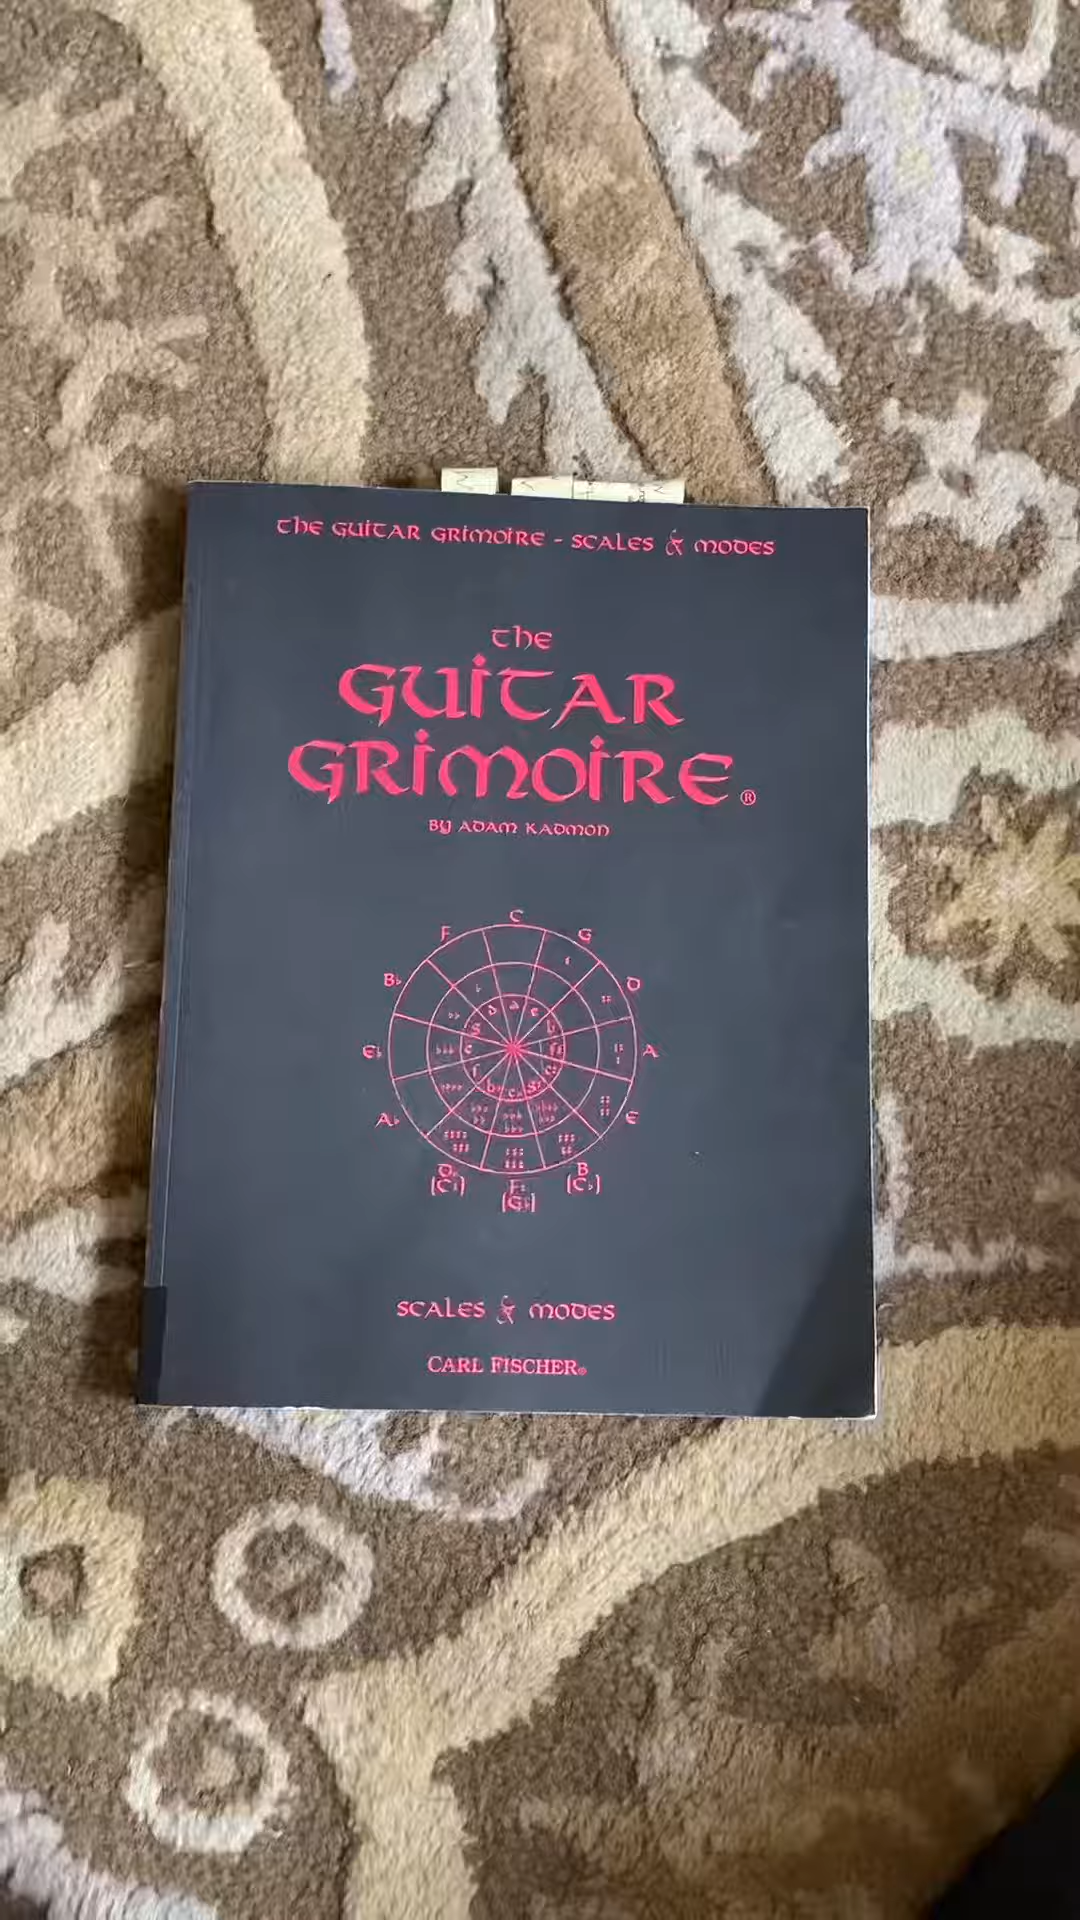 The Guitar Grimoire - Scales & Modes
The
Guitar
Grimoire®
By Adam Kadmon
C
F
G
B♭
D
E♭
A
A♭
E
D♭
B
(C♯)
F♯
(C♭)
(G♭)
Scales & Modes
CARL FISCHER®